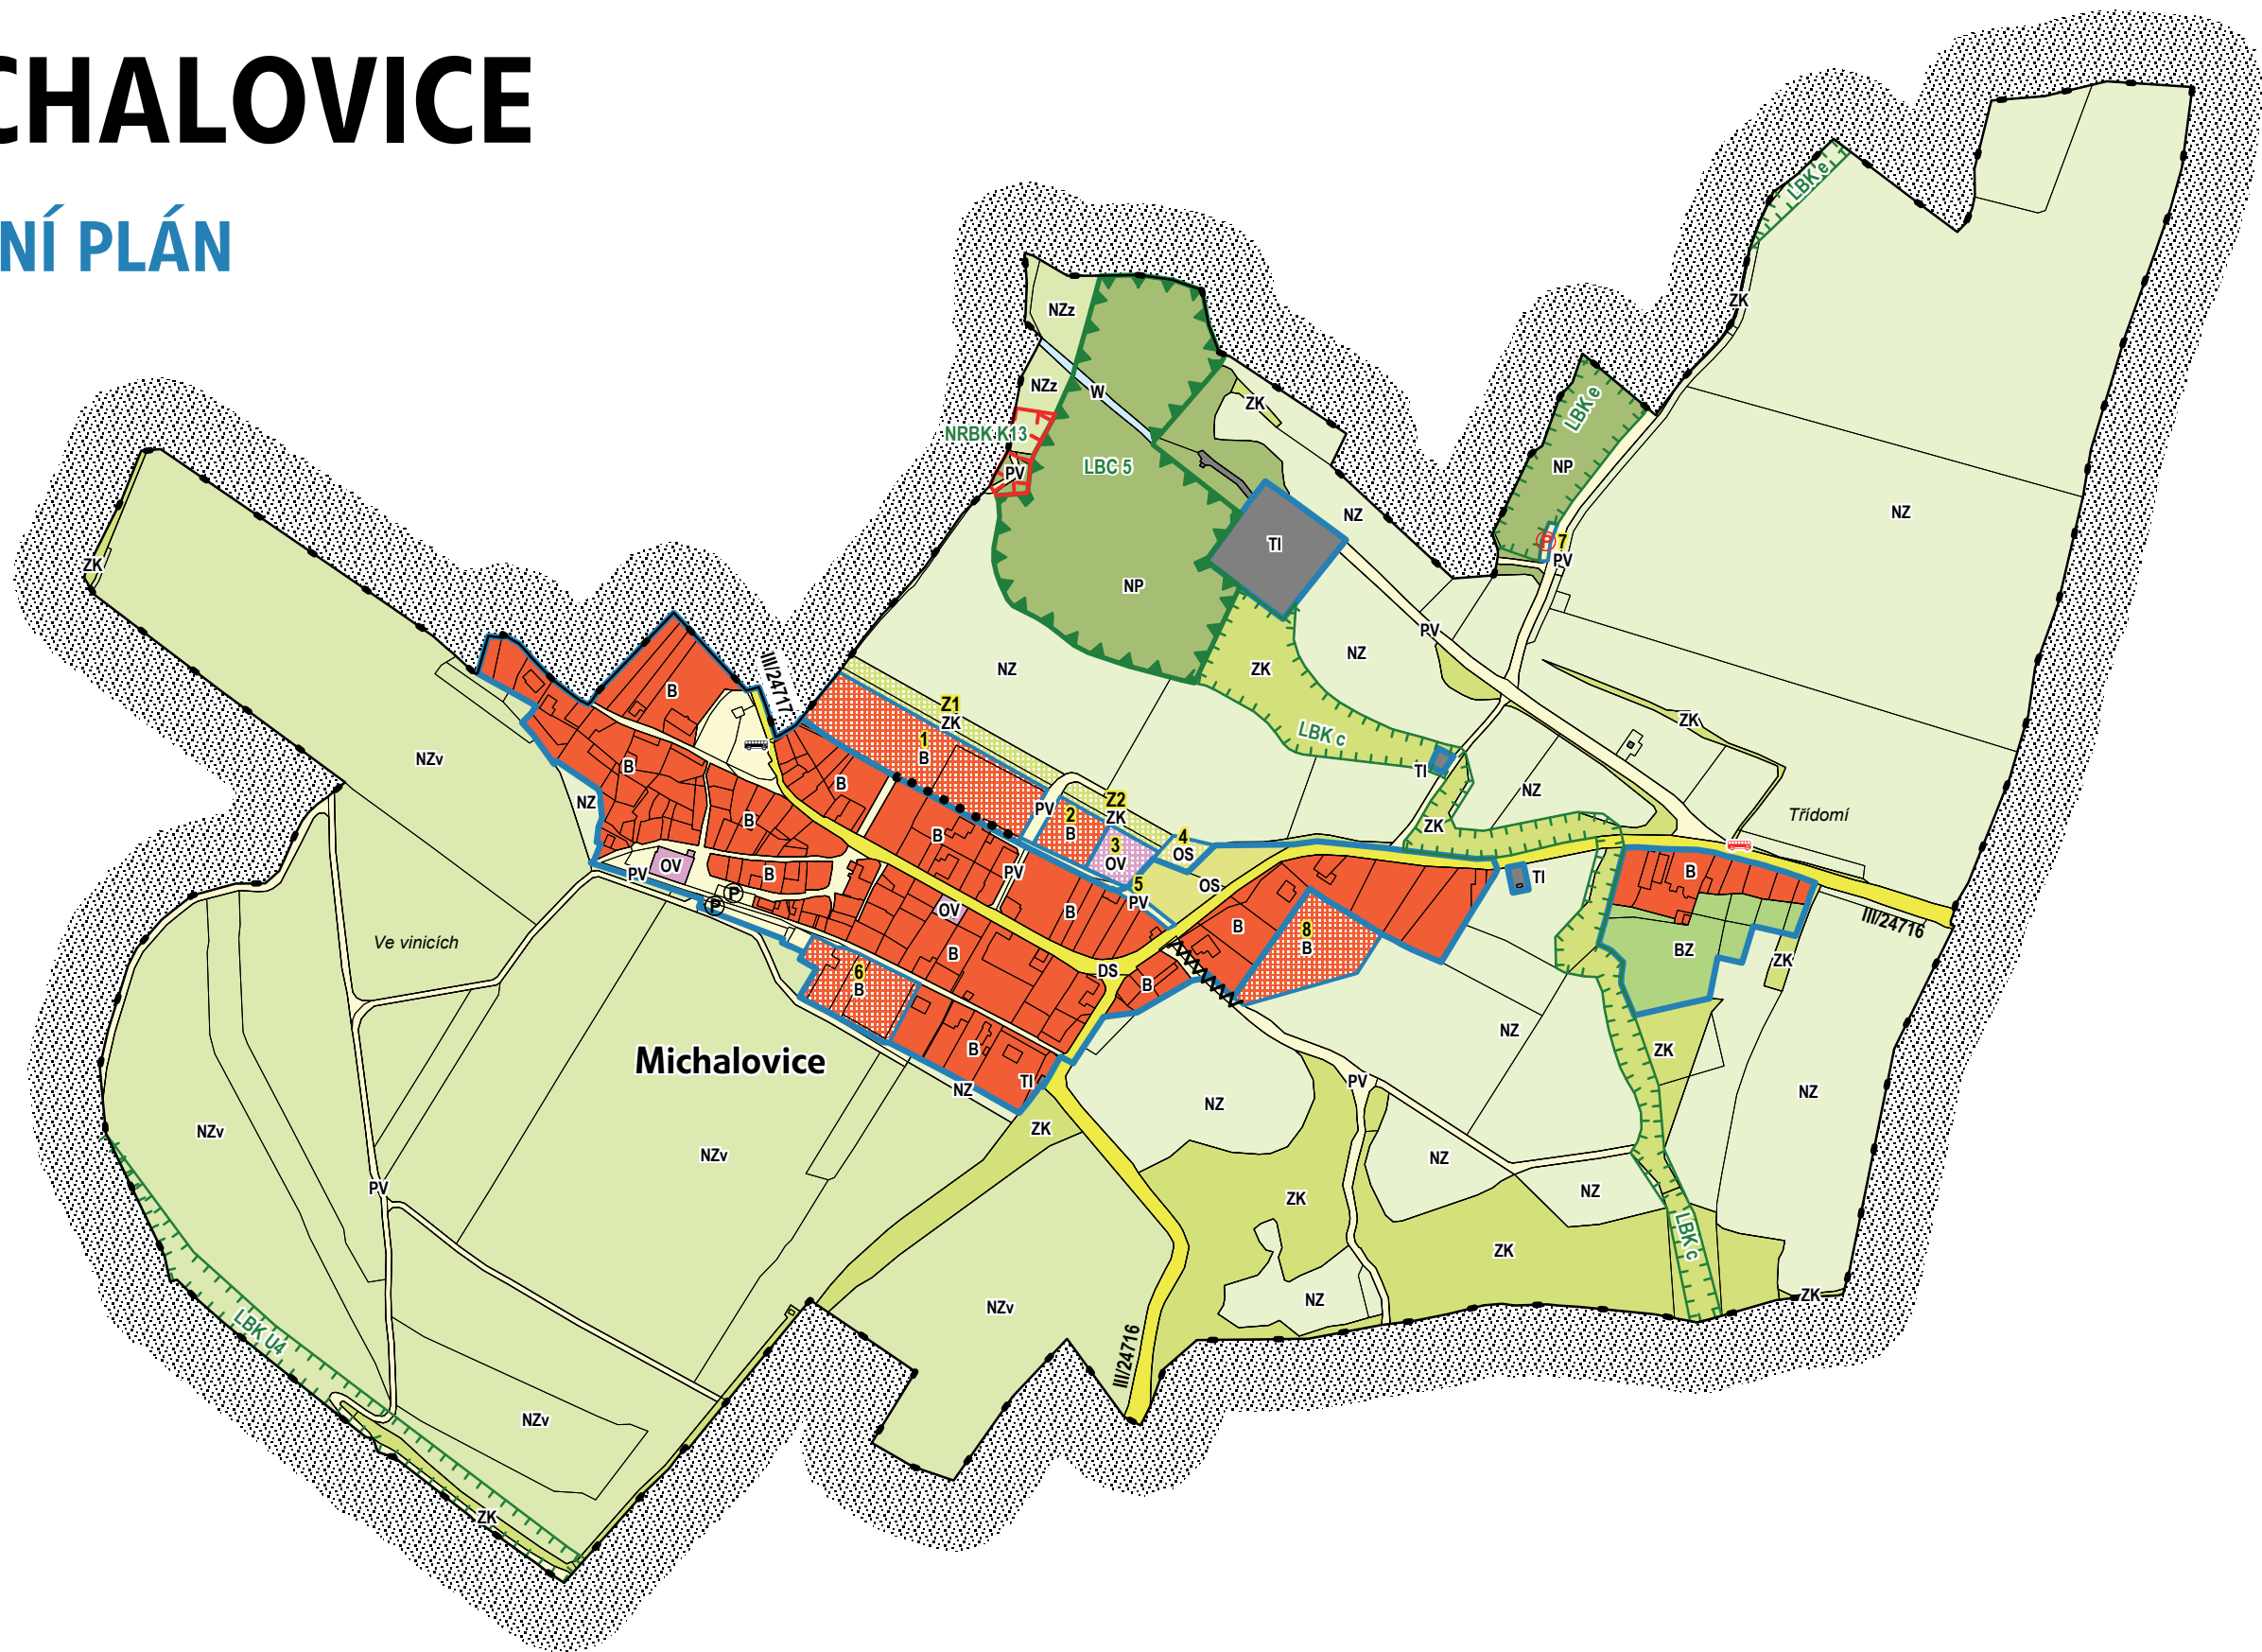 CHALOVICE
NÍ PLÁN
LBK e
ZK
NZz
NZz
W
ZK
LBK e
NRBK K13
PV
LBC 5
NP
NZ
NZ
TI
P 7
PV
ZK
NP
PV
NZ
ZK
NZ
III/24717
B
Z1
ZK
LBK c
ZK
1
B
NZv
B
B
TI
NZ
NZ
PV
2
B
Z2
ZK
Třídomí
B
B
4
OS
ZK
3
OV
OV
PV
B
PV
OS
TI
B
5
PV
P
P
OV
B
B
8
B
III/24716
Ve vinicích
B
BZ
ZK
6
B
DS
B
NZ
ZK
B
Michalovice
TI
NZ
PV
NZ
NZ
ZK
NZv
NZv
NZ
NZ
PV
ZK
LBK c
ZK
NZv
NZ
ZK
LBK U4
III/24716
NZv
ZK